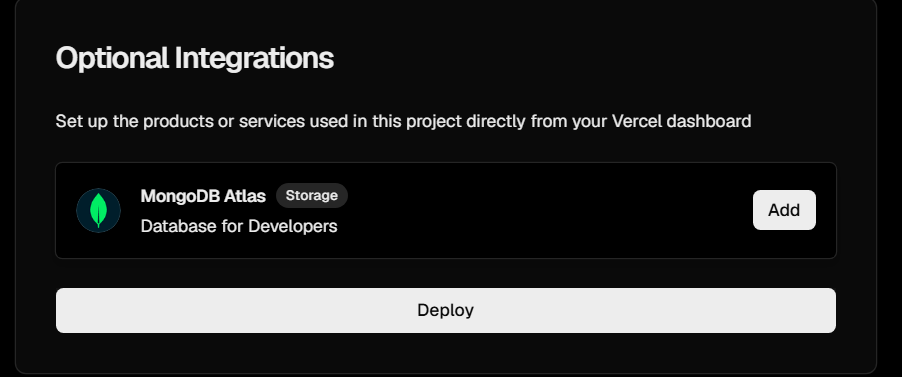 Optional Integrations
Set up the products or services used in this project directly from your Vercel dashboard
MongoDB Atlas Storage
Database for Developers
Add
Deploy